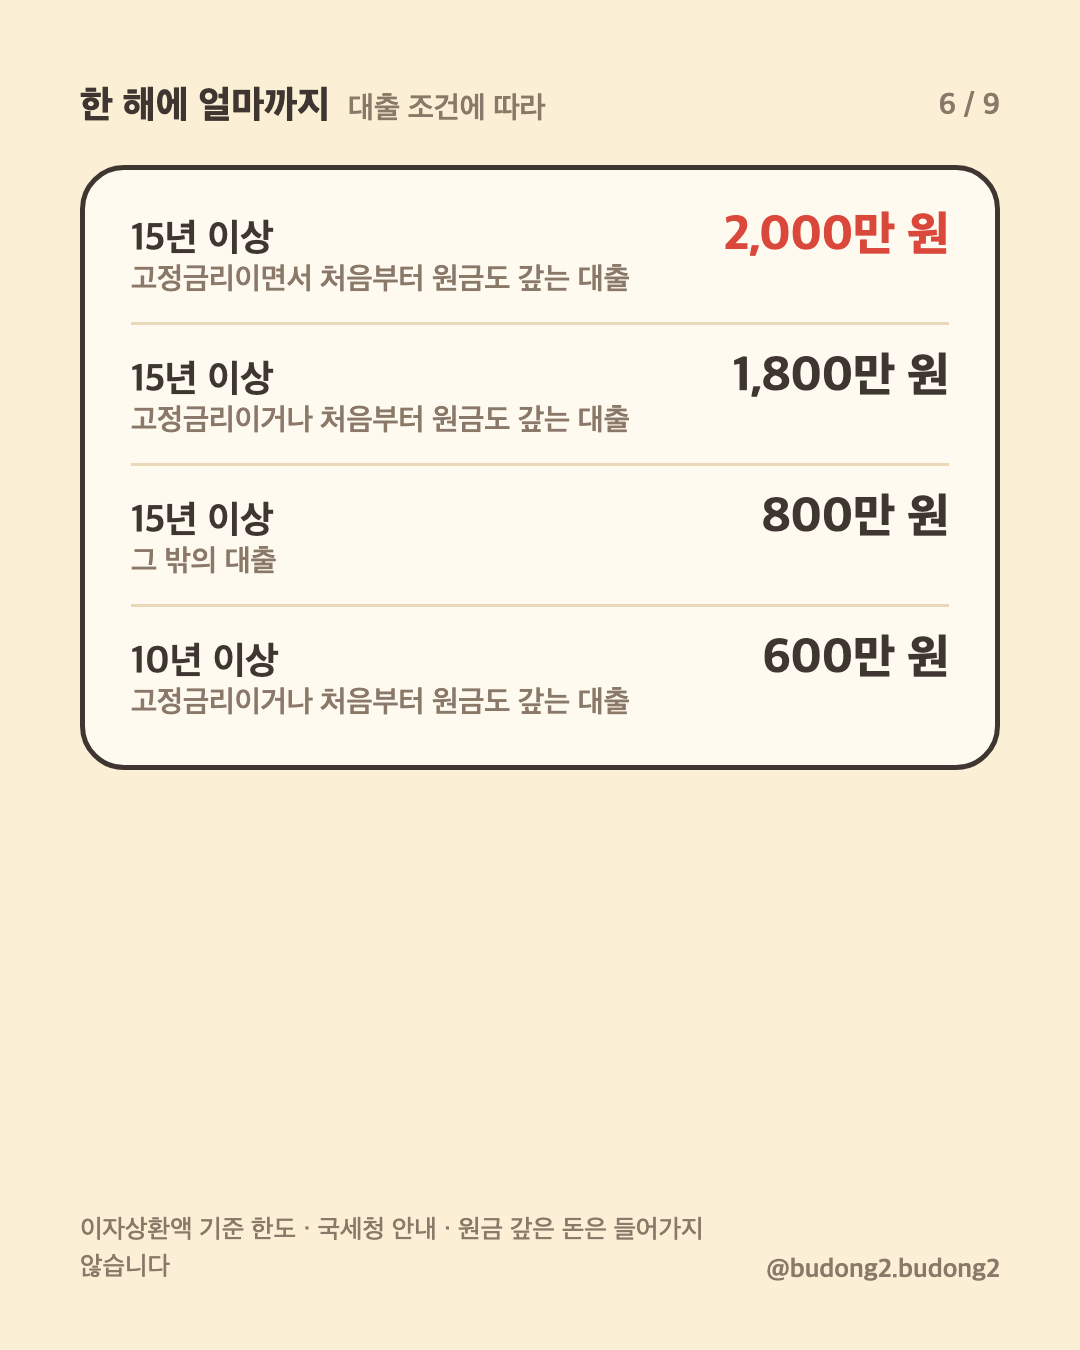 한 해에 얼마까지 대출 조건에 따라 6 / 9
15년 이상 2,000만 원
고정금리이면서 처음부터 원금도 갚는 대출
15년 이상 1,800만 원
고정금리이거나 처음부터 원금도 갚는 대출
15년 이상 800만 원
그 밖의 대출
10년 이상 600만 원
고정금리이거나 처음부터 원금도 갚는 대출
이자상환액 기준 한도 · 국세청 안내 · 원금 갚은 돈은 들어가지
않습니다 @budong2.budong2